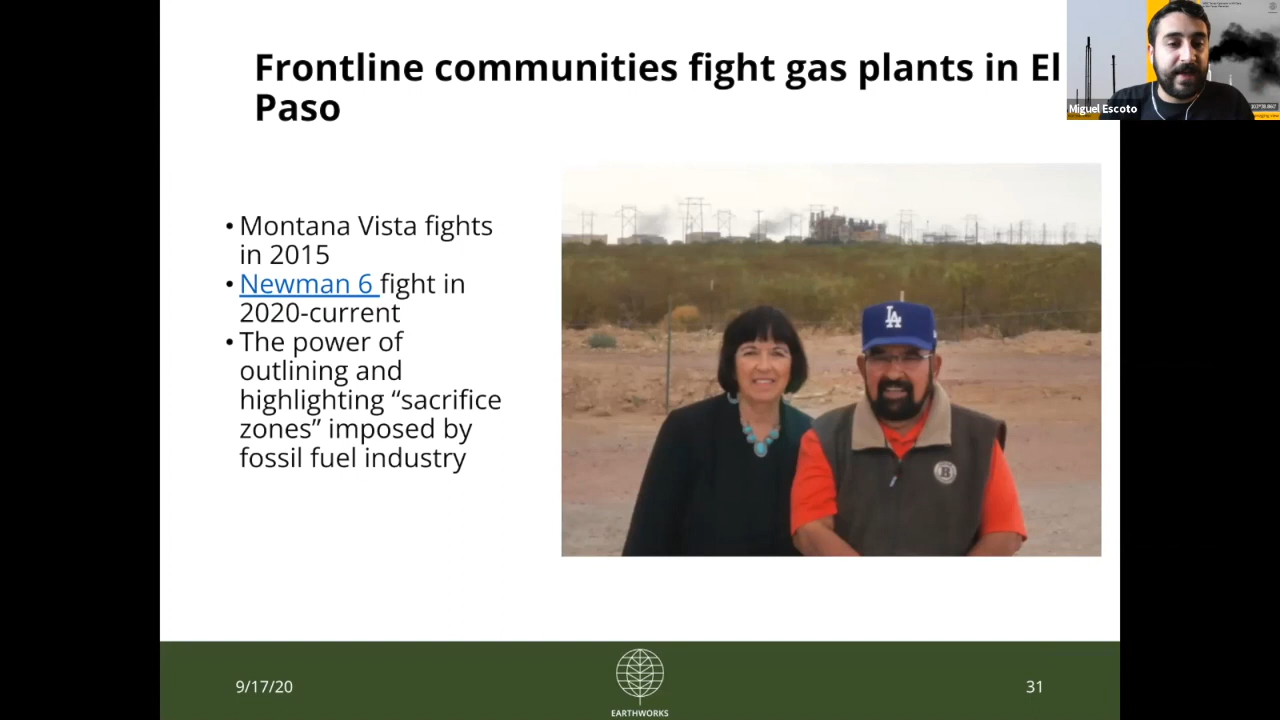 Frontline communities fight gas plants in El
Paso
• Montana Vista fights
in 2015
• Newman 6 fight in
2020-current
• The power of
outlining and
highlighting “sacrifice
zones” imposed by
fossil fuel industry
Miguel Escoto
LA
B
9/17/20
EARTHWORKS
31